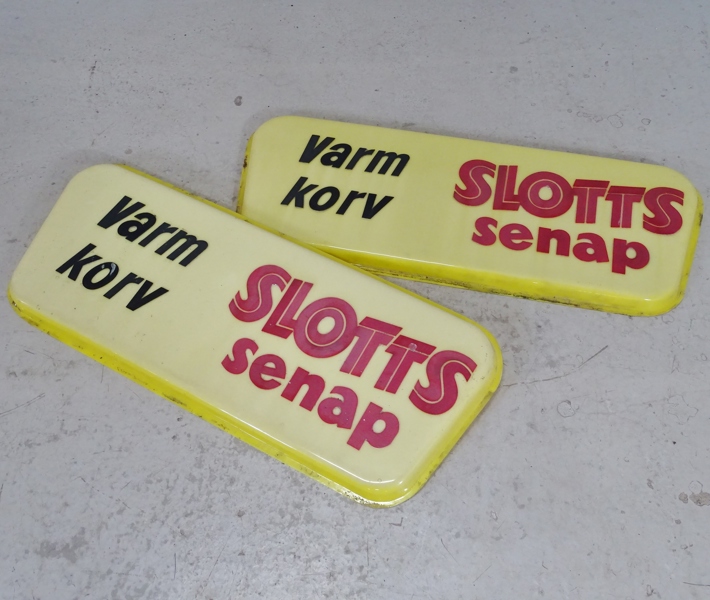 Varm
korv
SLOTTS
senap
Varm
korv
SLOTTS
senap